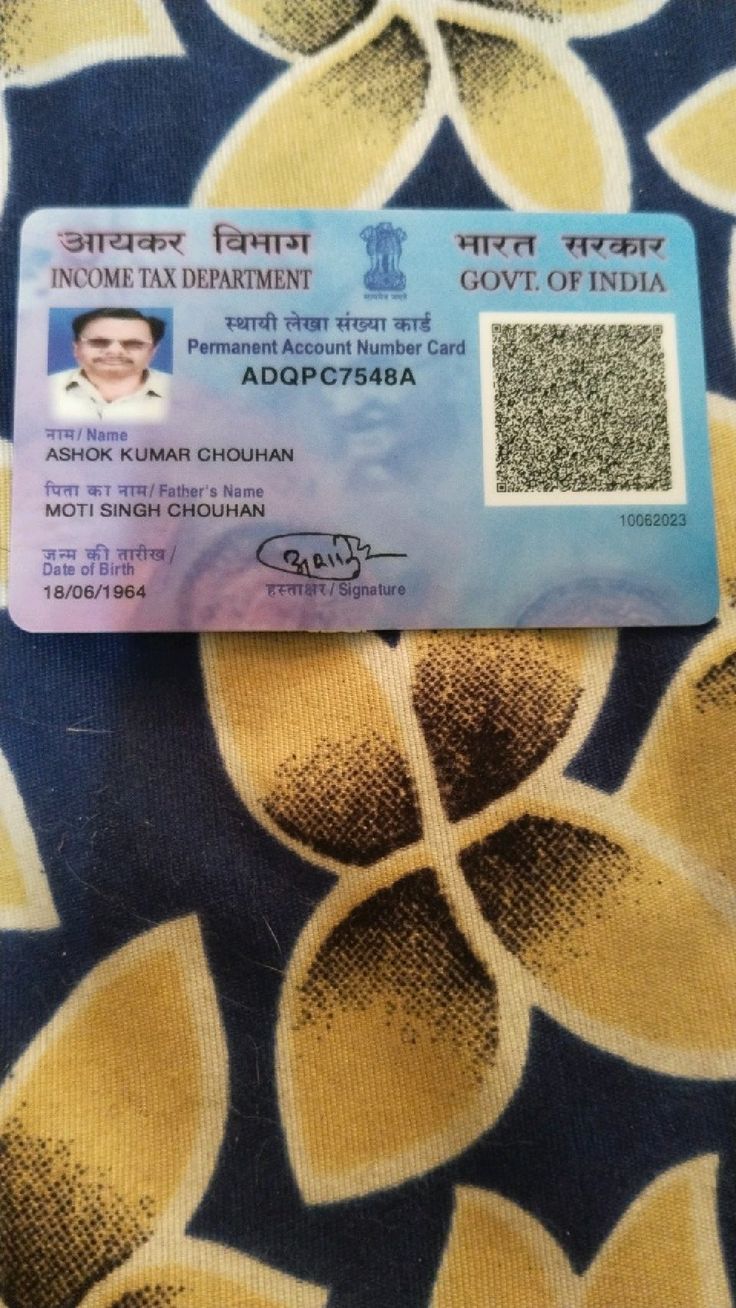 आयकर विभाग
INCOME TAX DEPARTMENT
सत्यमेव जयते
भारत सरकार
GOVT. OF INDIA
स्थायी लेखा संख्या कार्ड
Permanent Account Number Card
ADQPC7548A
नाम / Name
ASHOK KUMAR CHOUHAN
पिता का नाम / Father's Name
MOTI SINGH CHOUHAN
जन्म की तारीख /
Date of Birth
18/06/1964
हस्ताक्षर / Signature
10062023